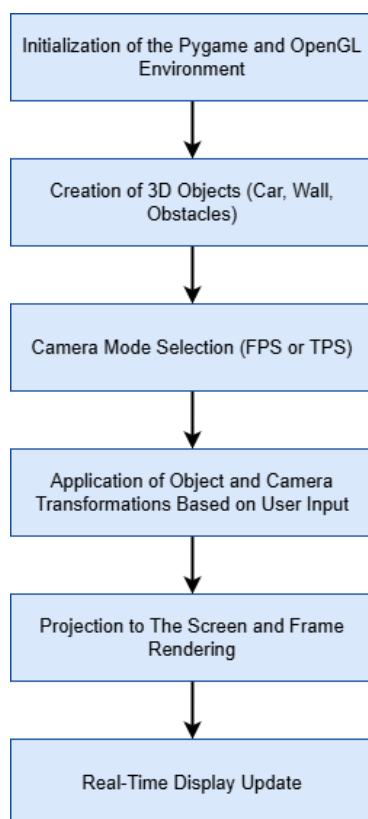 Initialization of the Pygame and OpenGL
Environment
Creation of 3D Objects (Car, Wall,
Obstacles)
Camera Mode Selection (FPS or TPS)
Application of Object and Camera
Transformations Based on User Input
Projection to The Screen and Frame
Rendering
Real-Time Display Update